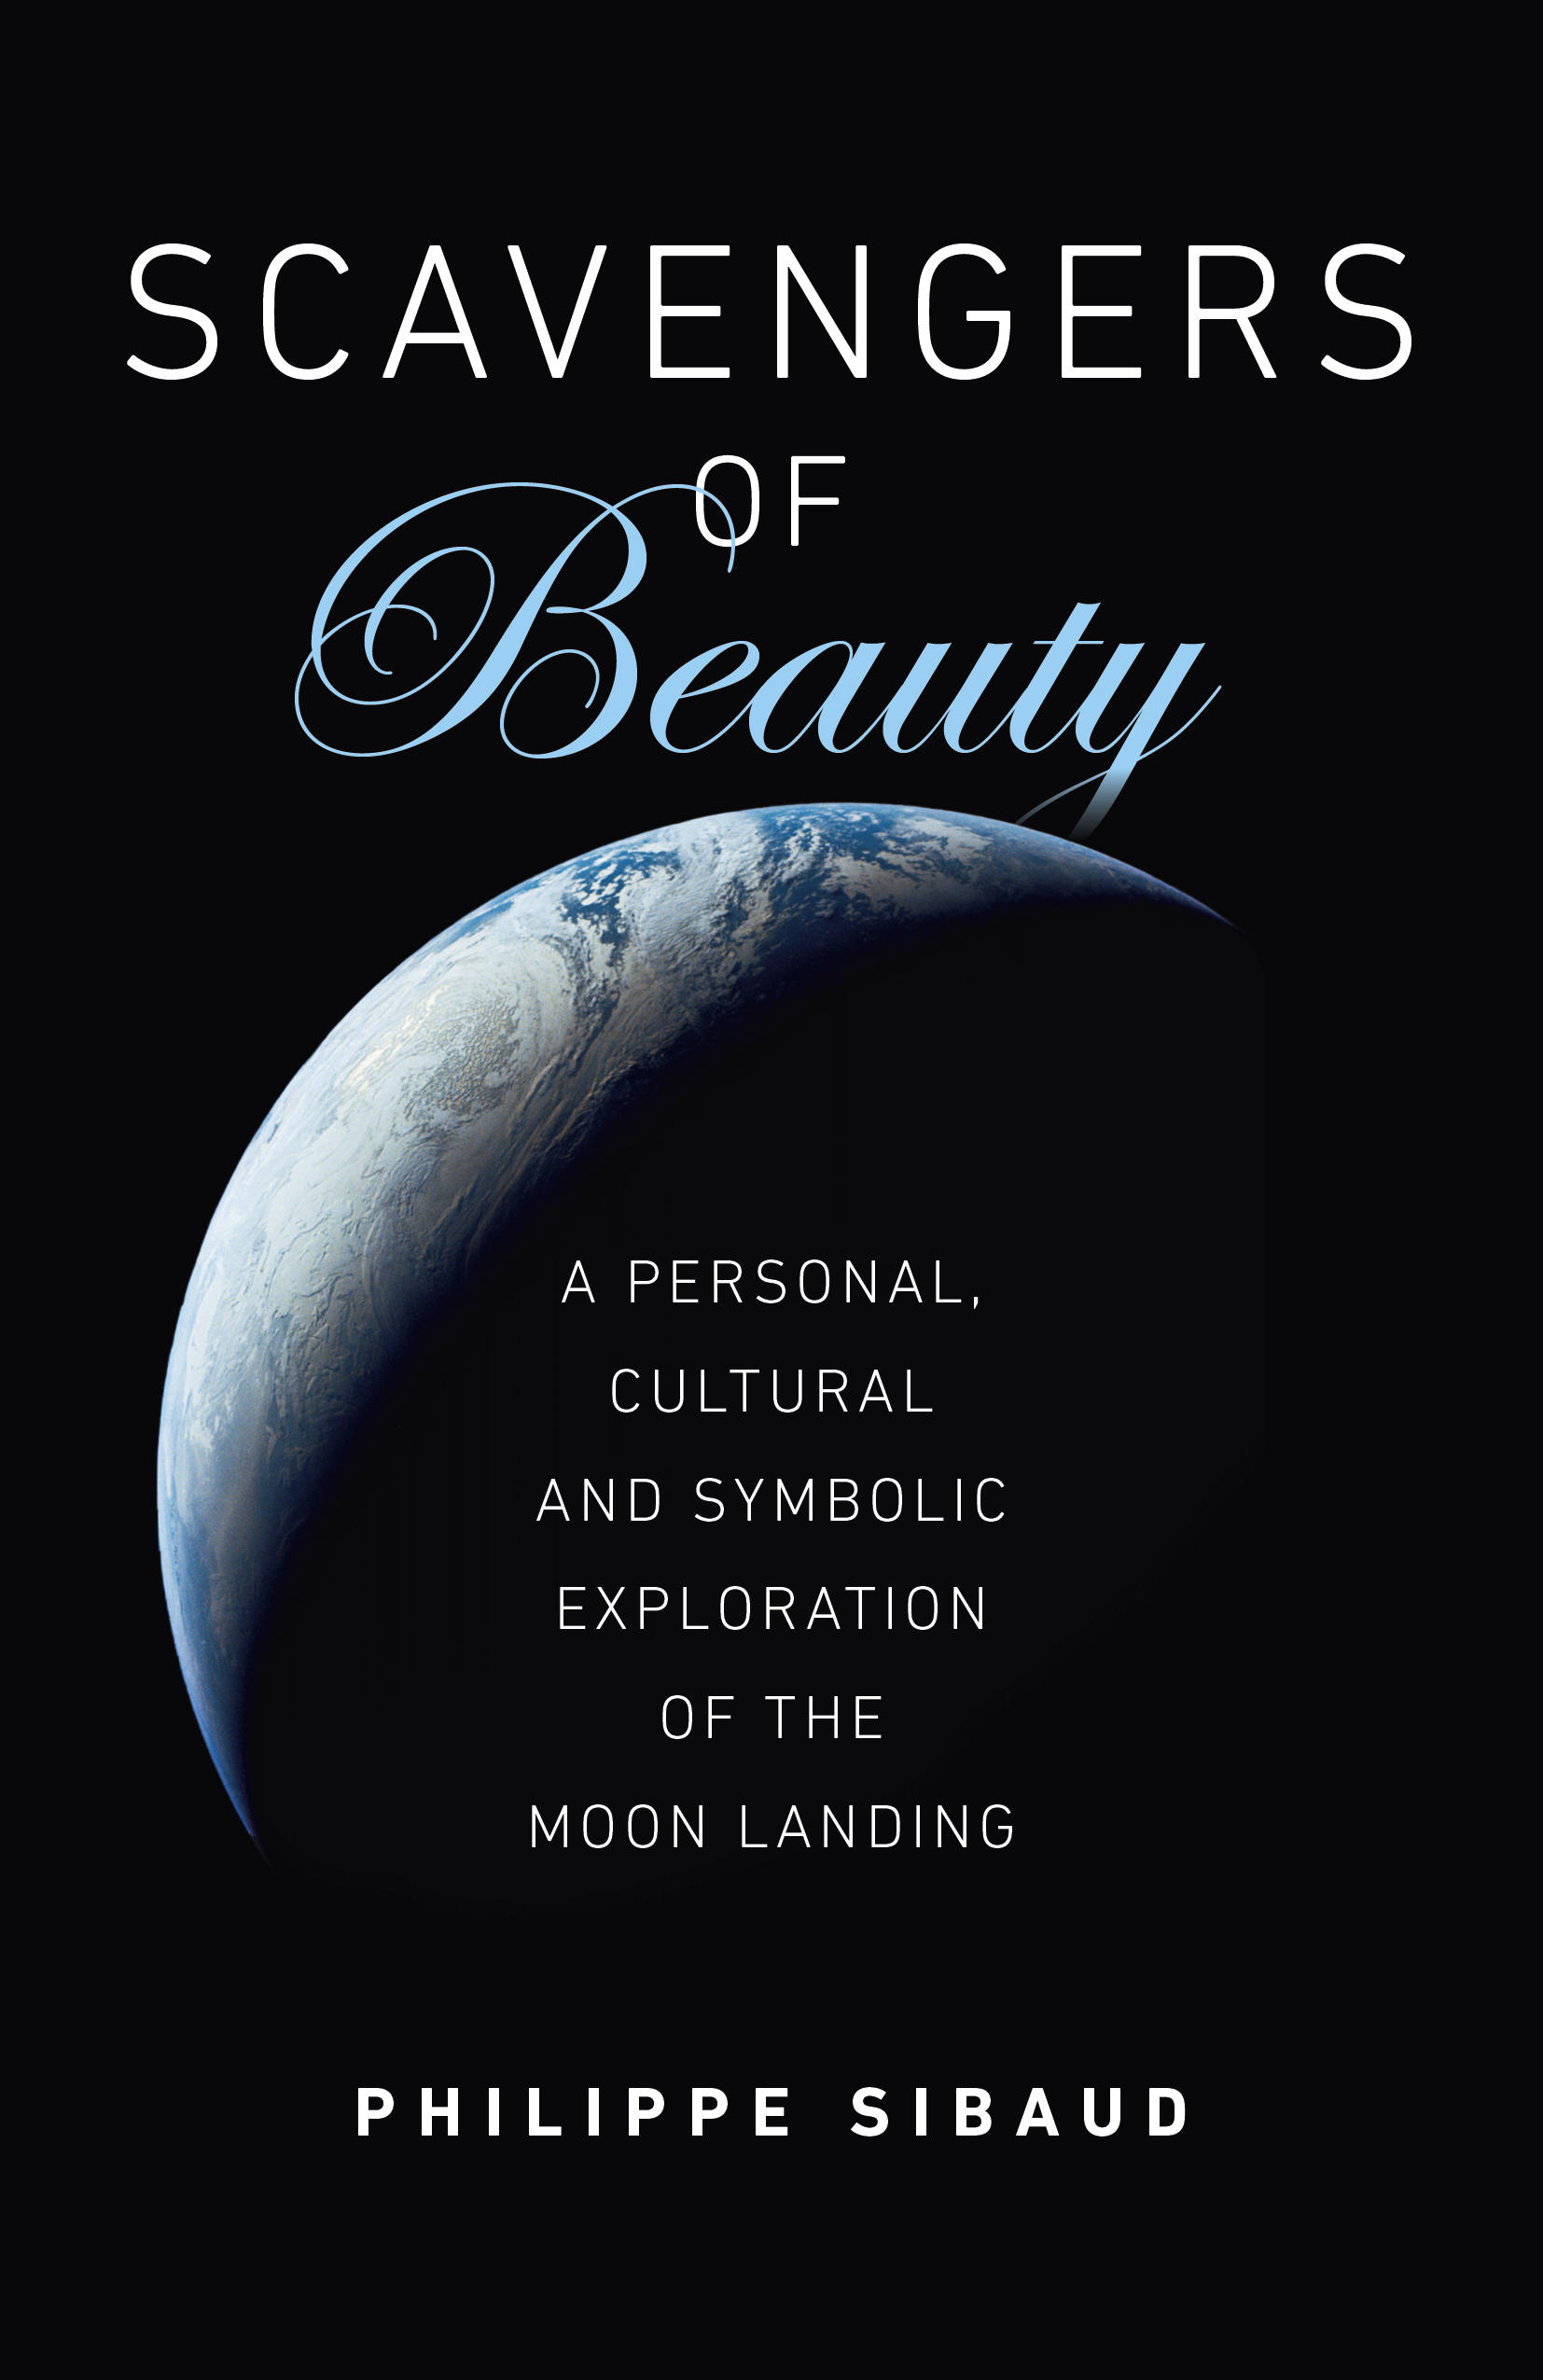 SCAVENGERS
OF
Beauty
A PERSONAL,
CULTURAL
AND SYMBOLIC
EXPLORATION
OF THE
MOON LANDING
PHILIPPE SIBAUD